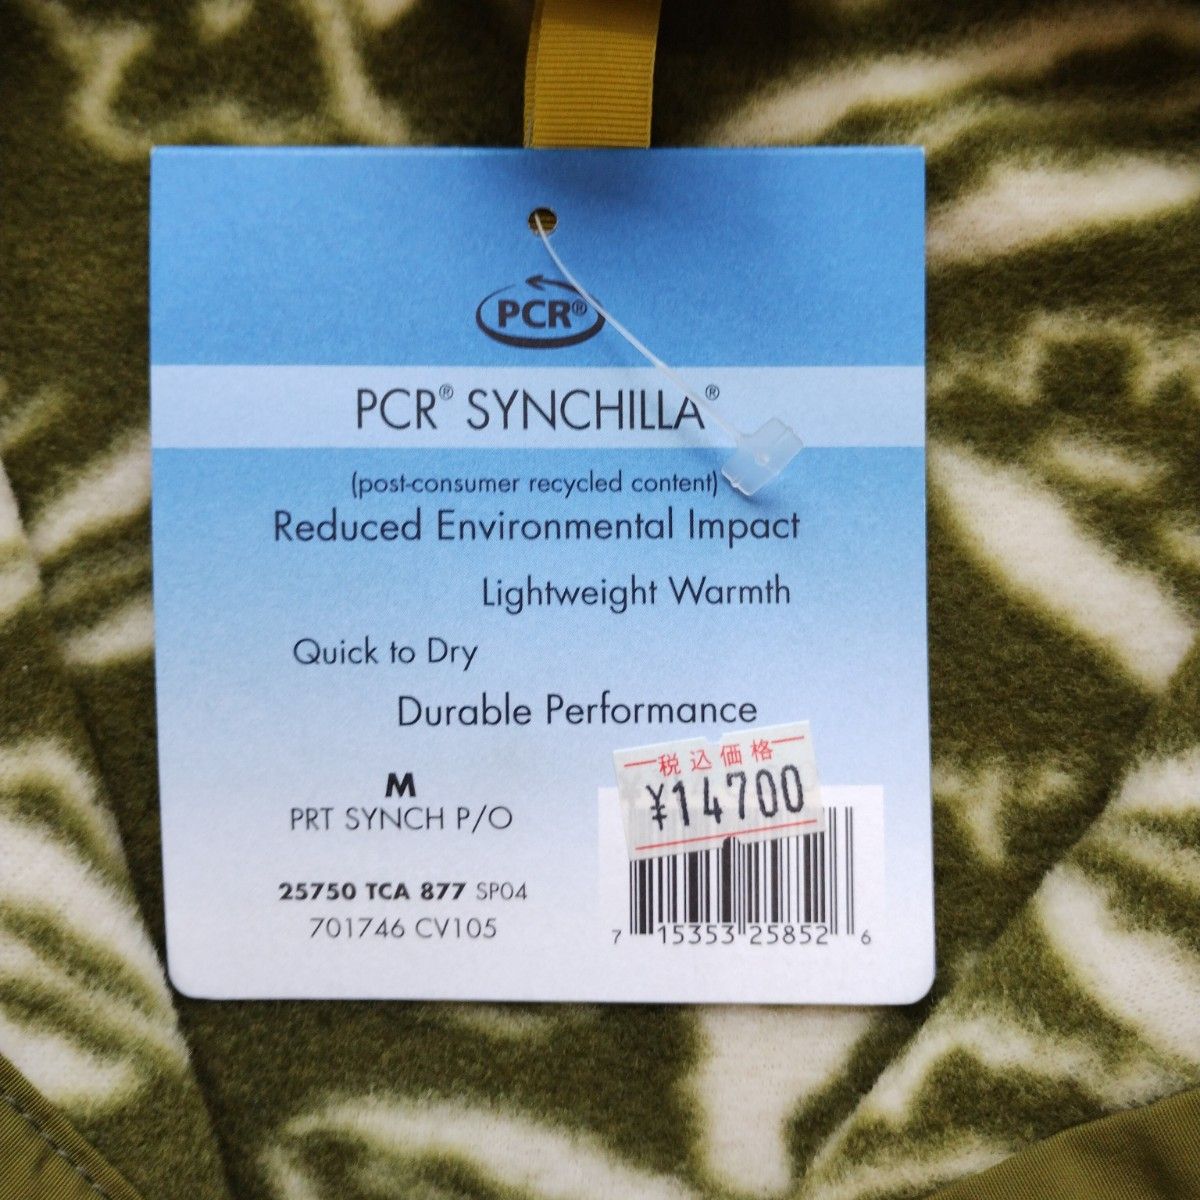 PCR®
PCR® SYNCHILLA®
(post-consumer recycled content)
Reduced Environmental Impact
Lightweight Warmth
Quick to Dry
Durable Performance
税込価格
¥14700
M
PRT SYNCH P/O
25750 TCA 877 SP04
701746 CV105
7 15353 25852 6